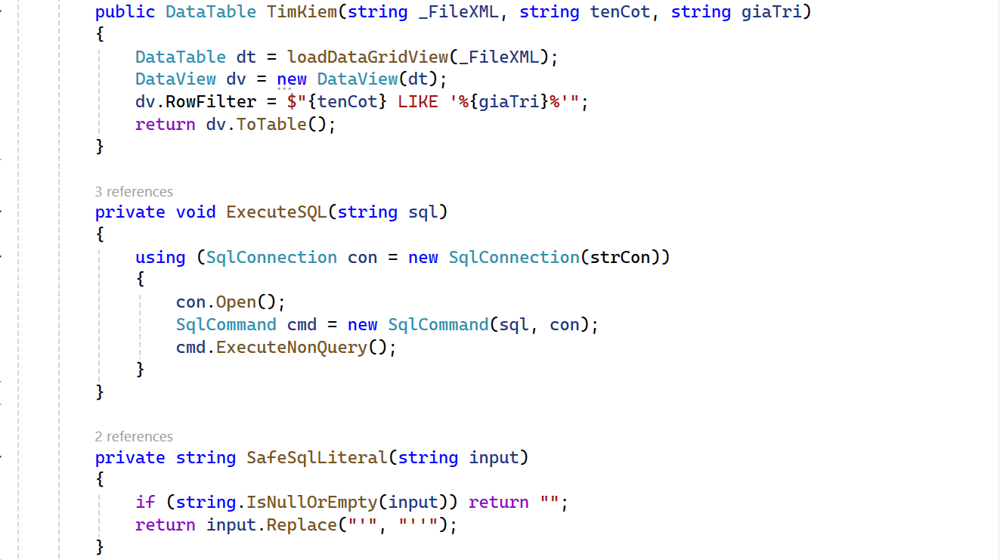 public DataTable TimKiem(string _FileXML, string tenCot, string giaTri)
{
DataTable dt = loadDataGridView(_FileXML);
DataView dv = new DataView(dt);
dv.RowFilter = $"{tenCot} LIKE '%{giaTri}%'";
return dv.ToTable();
}
3 references
private void ExecuteSQL(string sql)
{
using (SqlConnection con = new SqlConnection(strCon))
{
con.Open();
SqlCommand cmd = new SqlCommand(sql, con);
cmd.ExecuteNonQuery();
}
}
2 references
private string SafeSqlLiteral(string input)
{
if (string.IsNullOrEmpty(input)) return "";
return input.Replace("'", "''");
}